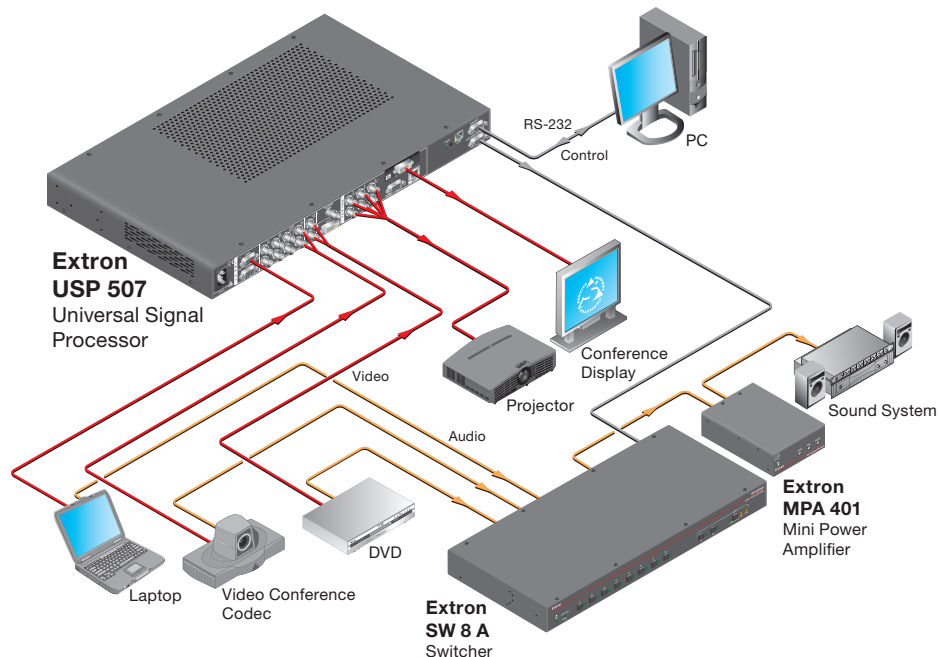 RS-232
Control
PC
Extron
USP 507
Universal Signal
Processor
Conference
Display
Projector
Video
Audio
Sound System
Extron
MPA 401
Mini Power
Amplifier
DVD
Laptop
Video Conference
Codec
Extron
SW 8 A
Switcher